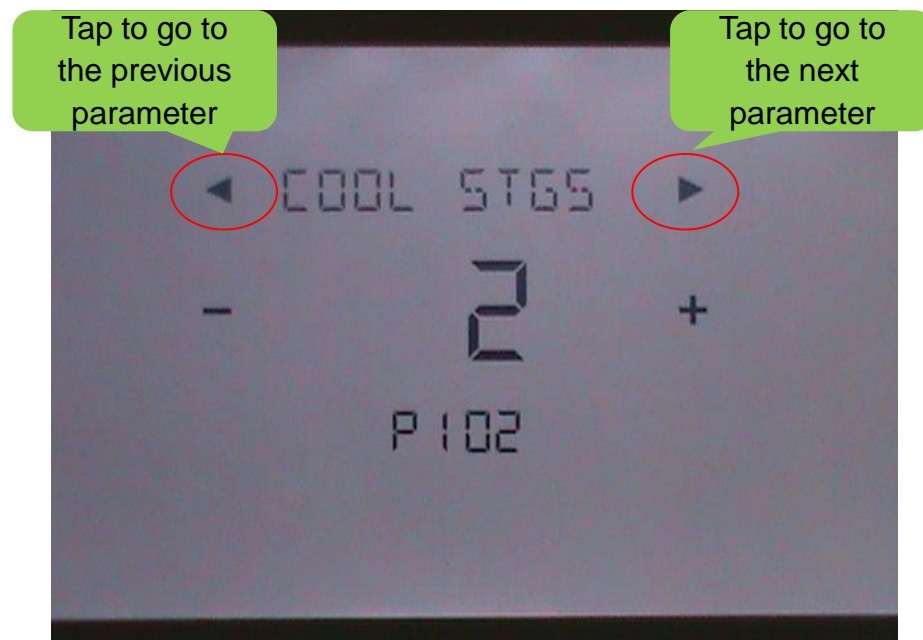 Tap to go to
the previous
parameter
Tap to go to
the next
parameter
◄ COOL STGS ►
- 2 +
P102